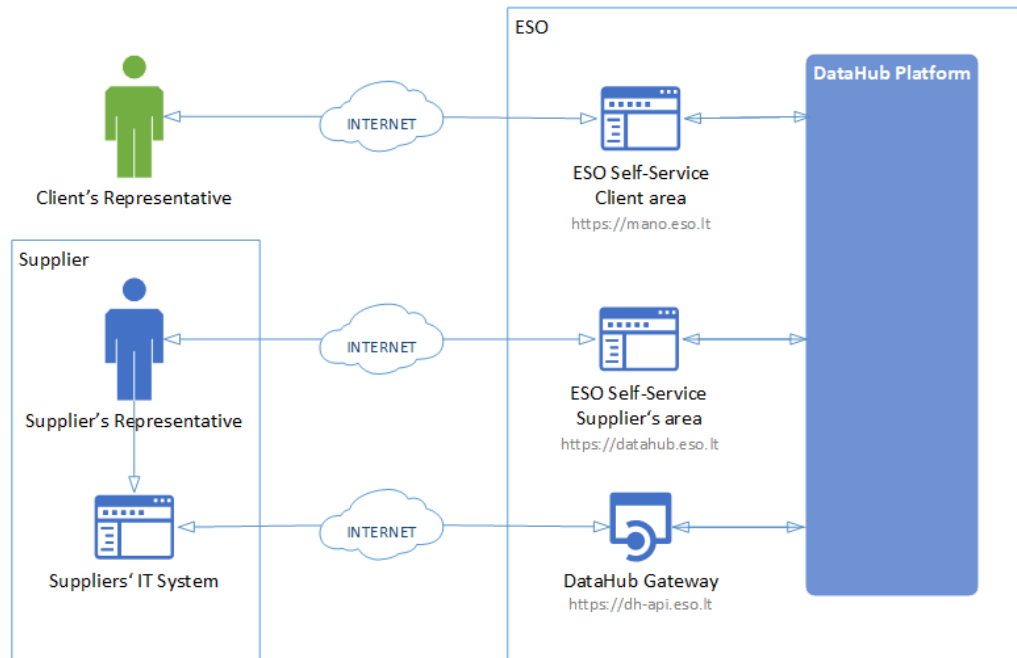 ESO
DataHub Platform
INTERNET
Client's Representative
ESO Self-Service
Client area
https://mano.eso.lt
Supplier
INTERNET
Supplier's Representative
ESO Self-Service
Supplier‘s area
https://datahub.eso.lt
INTERNET
Suppliers‘ IT System
DataHub Gateway
https://dh-api.eso.lt